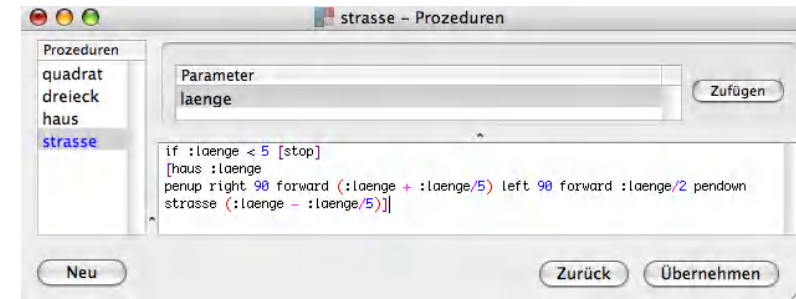 strasse – Prozeduren
Prozeduren
quadrat
dreieck
haus
strasse
Parameter
laenge
Zufügen
if :laenge < 5 [stop]
[haus :laenge
penup right 90 forward (:laenge + :laenge/5) left 90 forward :laenge/2 pendown
strasse (:laenge – :laenge/5)]
Neu
Zurück
Übernehmen